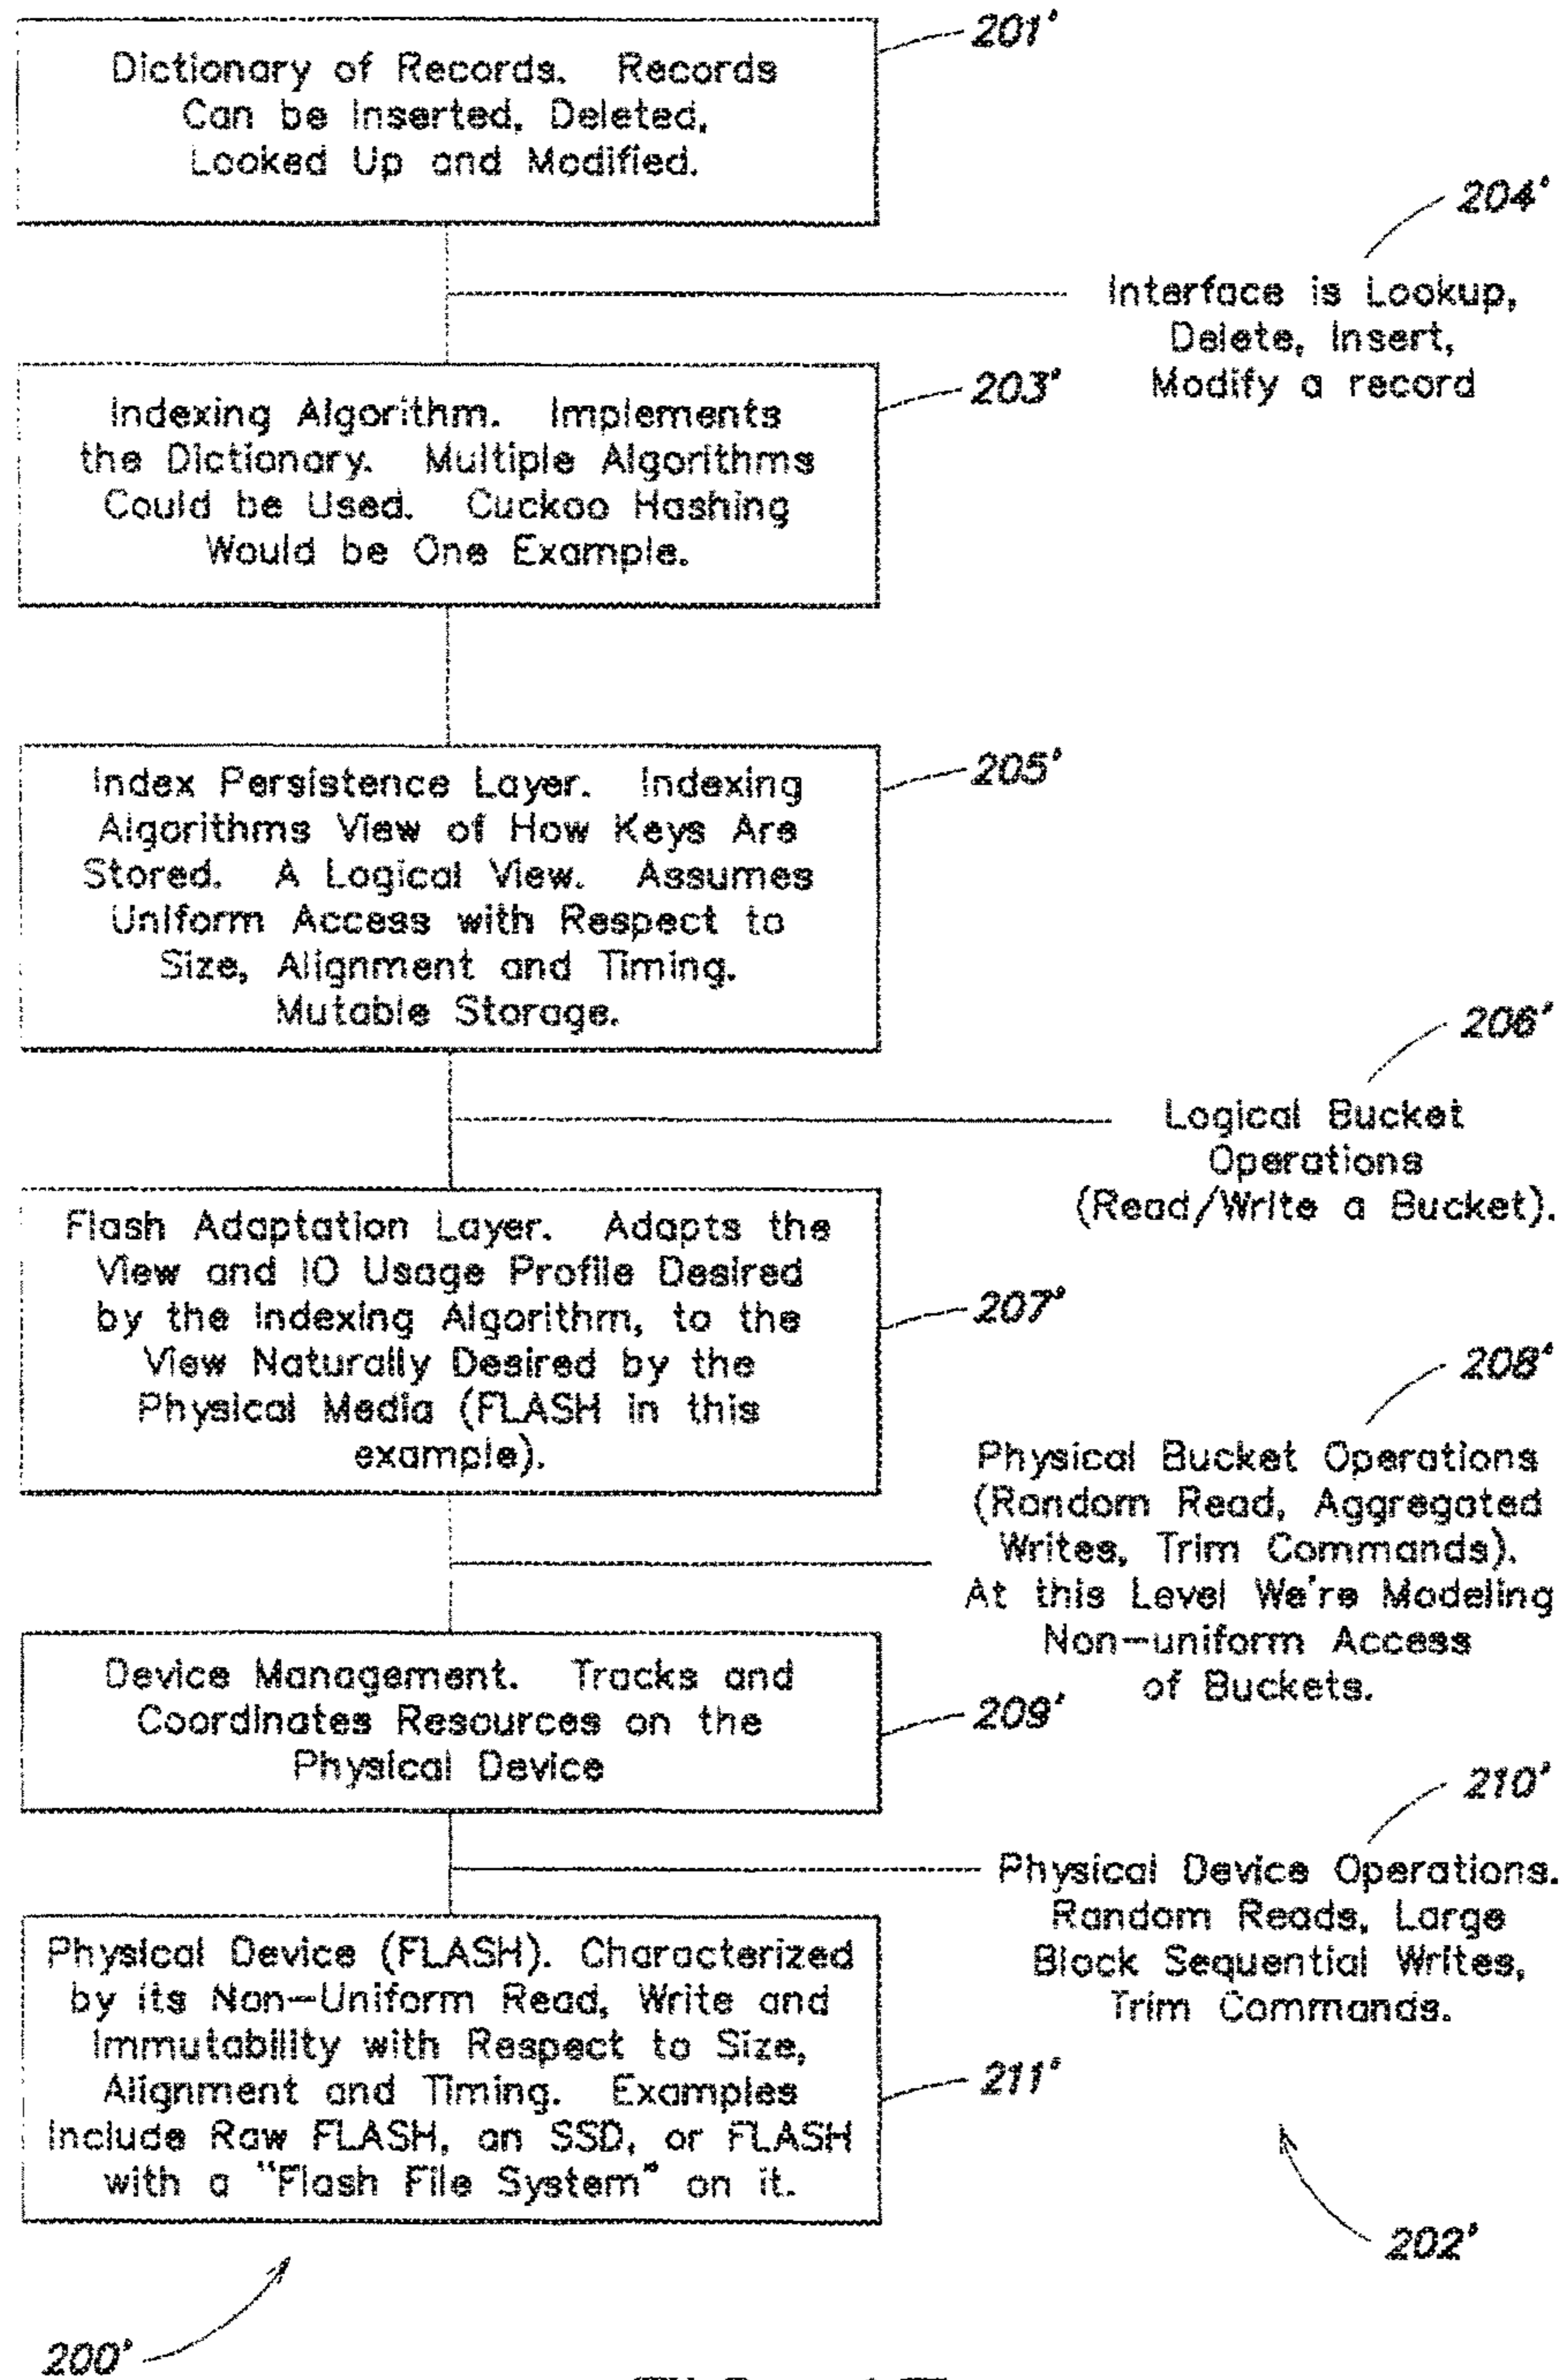 201'
Dictionary of Records. Records
Can be Inserted, Deleted,
Looked Up and Modified.
204'
Interface is Lookup,
Delete, Insert,
Modify a record
203'
Indexing Algorithm. Implements
the Dictionary. Multiple Algorithms
Could be Used. Cuckoo Hashing
Would be One Example.
205'
Index Persistence Layer. Indexing
Algorithms View of How Keys Are
Stored. A Logical View. Assumes
Uniform Access with Respect to
Size, Alignment and Timing.
Mutable Storage.
206'
Logical Bucket
Operations
(Read/Write a Bucket).
Flash Adaptation Layer. Adapts the
View and IO Usage Profile Desired
by the Indexing Algorithm, to the
View Naturally Desired by the
Physical Media (FLASH in this
example).
207'
208'
Physical Bucket Operations
(Random Read, Aggregated
Writes, Trim Commands).
At this Level We're Modeling
Non-uniform Access
of Buckets.
Device Management. Tracks and
Coordinates Resources on the
Physical Device
209'
210'
Physical Device Operations.
Random Reads, Large
Block Sequential Writes,
Trim Commands.
Physical Device (FLASH). Characterized
by its Non-Uniform Read, Write and
Immutability with Respect to Size,
Alignment and Timing. Examples
Include Raw FLASH, an SSD, or FLASH
with a "Flash File System" on it.
211'
202'
200'